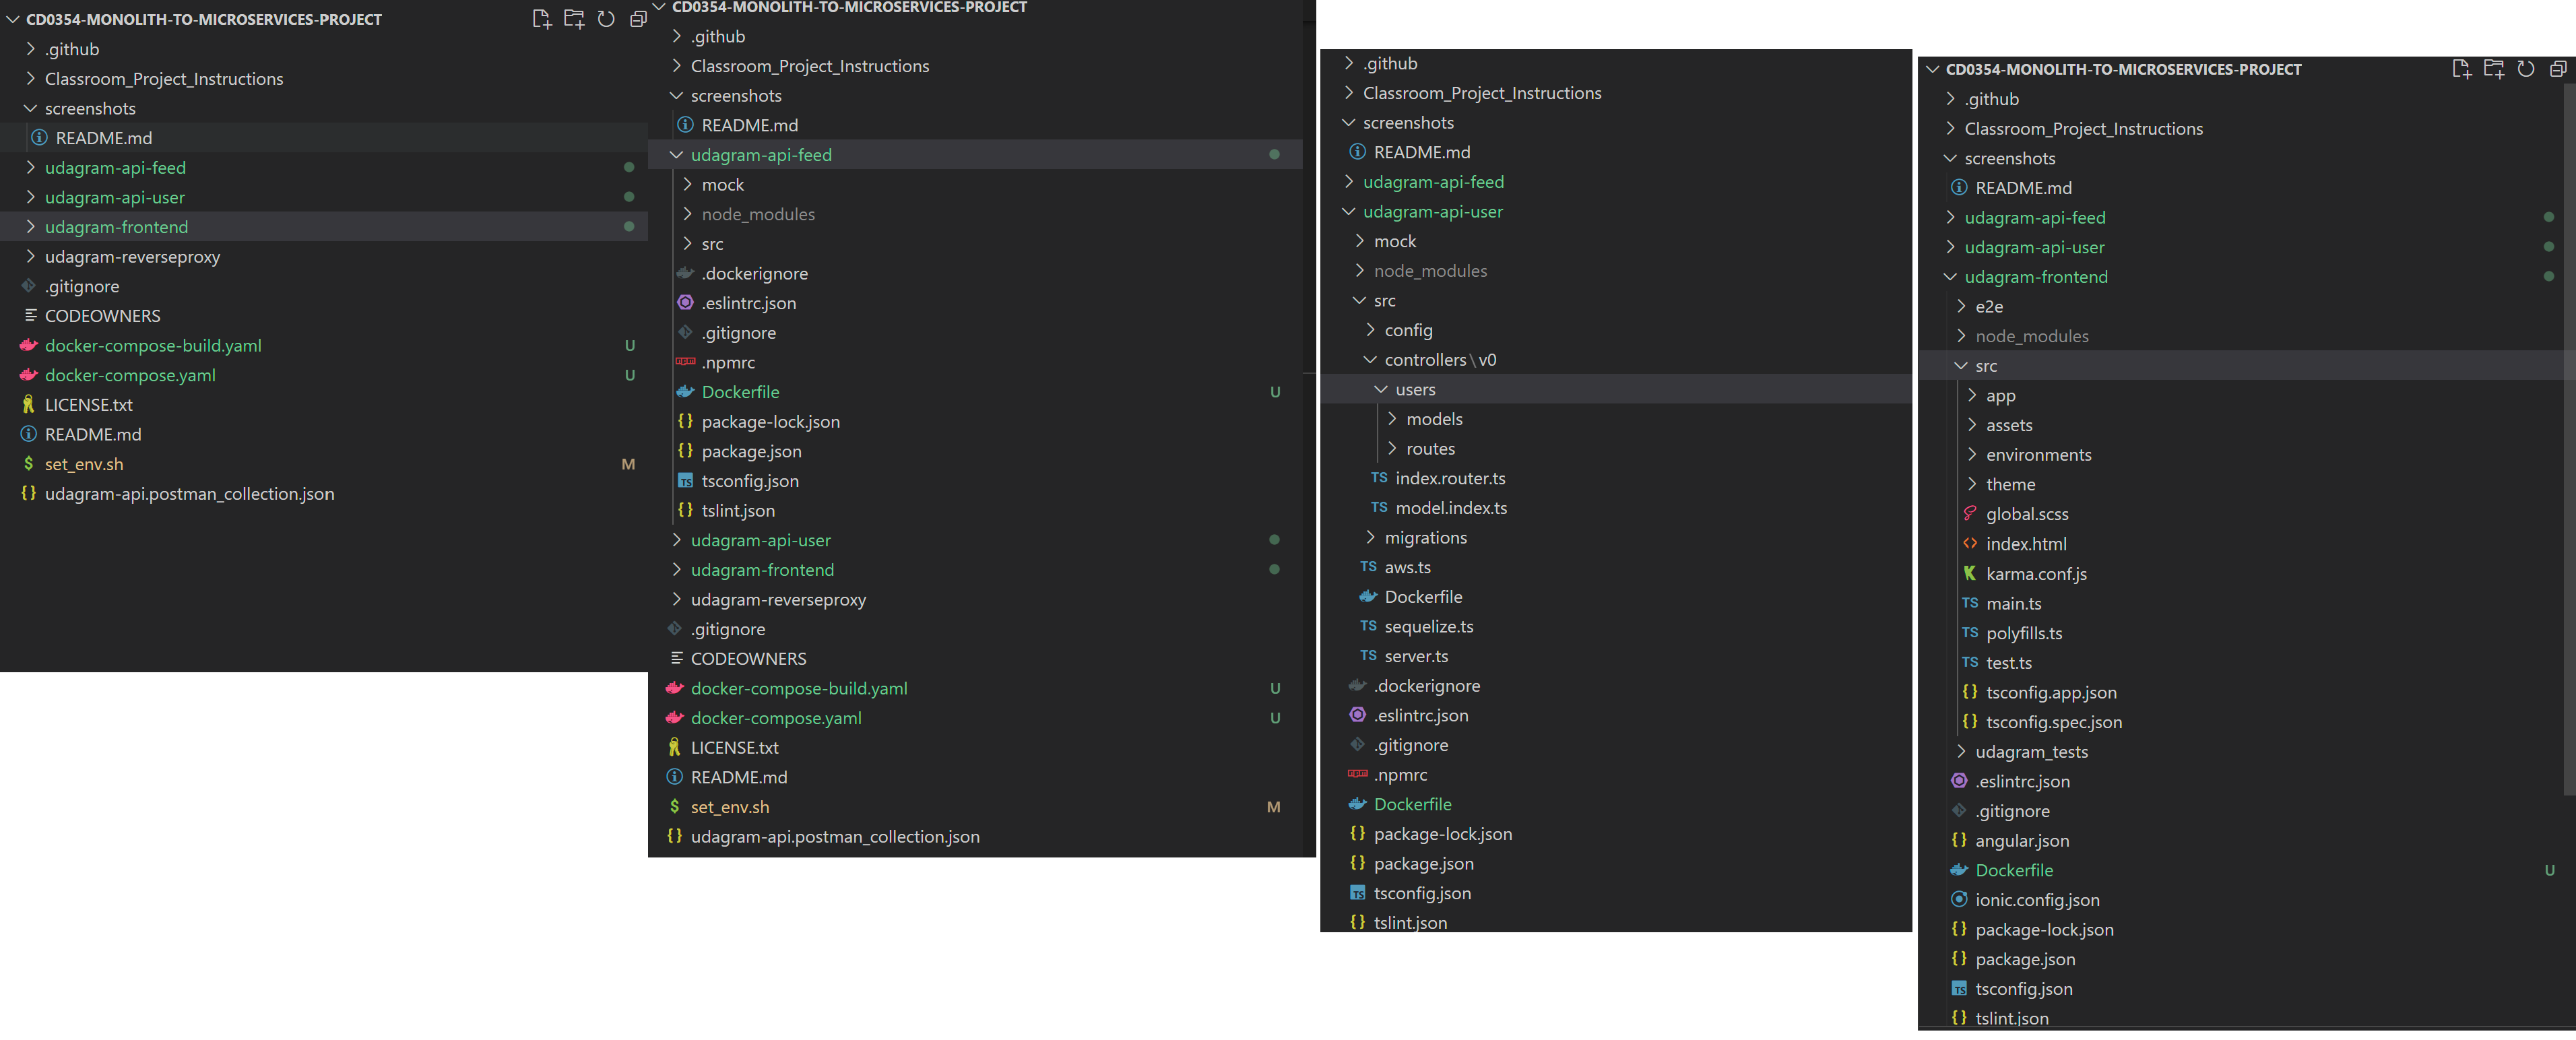 CD0354-MONOLITH-TO-MICROSERVICES-PROJECT
.github
Classroom_Project_Instructions
screenshots
README.md
udagram-api-feed
udagram-api-user
udagram-frontend
udagram-reverseproxy
.gitignore
CODEOWNERS
docker-compose-build.yaml U
docker-compose.yaml U
LICENSE.txt
README.md
$ set_env.sh M
{} udagram-api.postman_collection.json
CD0354-MONOLITH-TO-MICROSERVICES-PROJECT
.github
Classroom_Project_Instructions
screenshots
README.md
udagram-api-feed
mock
node_modules
src
.dockerignore
.eslintrc.json
.gitignore
npm .npmrc
Dockerfile U
{} package-lock.json
{} package.json
TS tsconfig.json
{} tslint.json
udagram-api-user
udagram-frontend
udagram-reverseproxy
.gitignore
CODEOWNERS
docker-compose-build.yaml U
docker-compose.yaml U
LICENSE.txt
README.md
$ set_env.sh M
{} udagram-api.postman_collection.json
.github
Classroom_Project_Instructions
screenshots
README.md
udagram-api-feed
udagram-api-user
mock
node_modules
src
config
controllers\v0
users
models
routes
TS index.router.ts
TS model.index.ts
migrations
TS aws.ts
Dockerfile
TS sequelize.ts
TS server.ts
.dockerignore
.eslintrc.json
.gitignore
npm .npmrc
Dockerfile
{} package-lock.json
{} package.json
TS tsconfig.json
{} tslint.json
CD0354-MONOLITH-TO-MICROSERVICES-PROJECT
.github
Classroom_Project_Instructions
screenshots
README.md
udagram-api-feed
udagram-api-user
udagram-frontend
e2e
node_modules
src
app
assets
environments
theme
global.scss
<> index.html
K karma.conf.js
TS main.ts
TS polyfills.ts
TS test.ts
{} tsconfig.app.json
{} tsconfig.spec.json
udagram_tests
.eslintrc.json
.gitignore
{} angular.json
Dockerfile U
ionic.config.json
{} package-lock.json
{} package.json
TS tsconfig.json
{} tslint.json